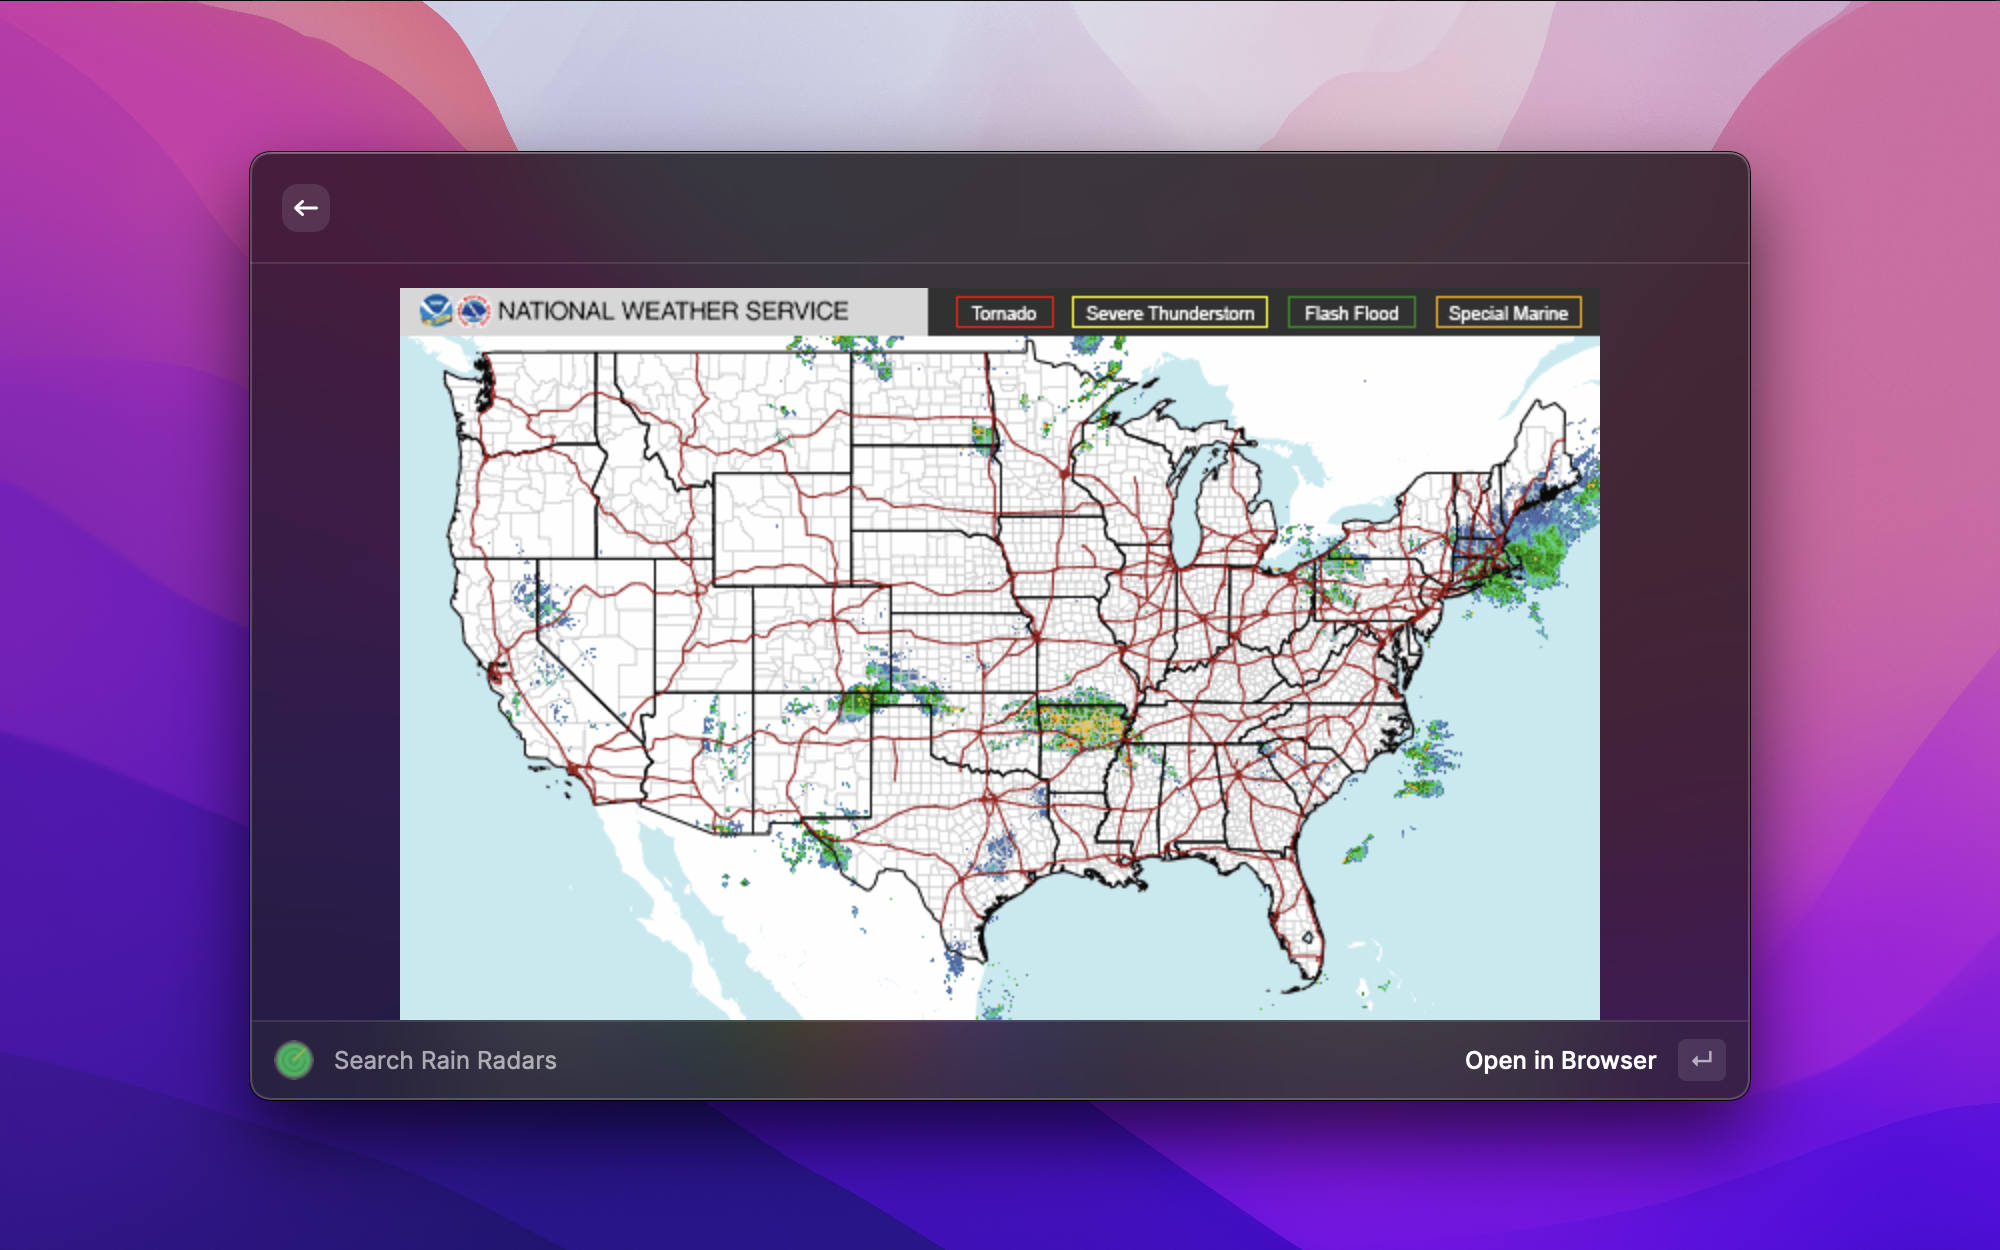 NATIONAL WEATHER SERVICE
Tornado
Severe Thunderstorm
Flash Flood
Special Marine
Search Rain Radars
Open in Browser